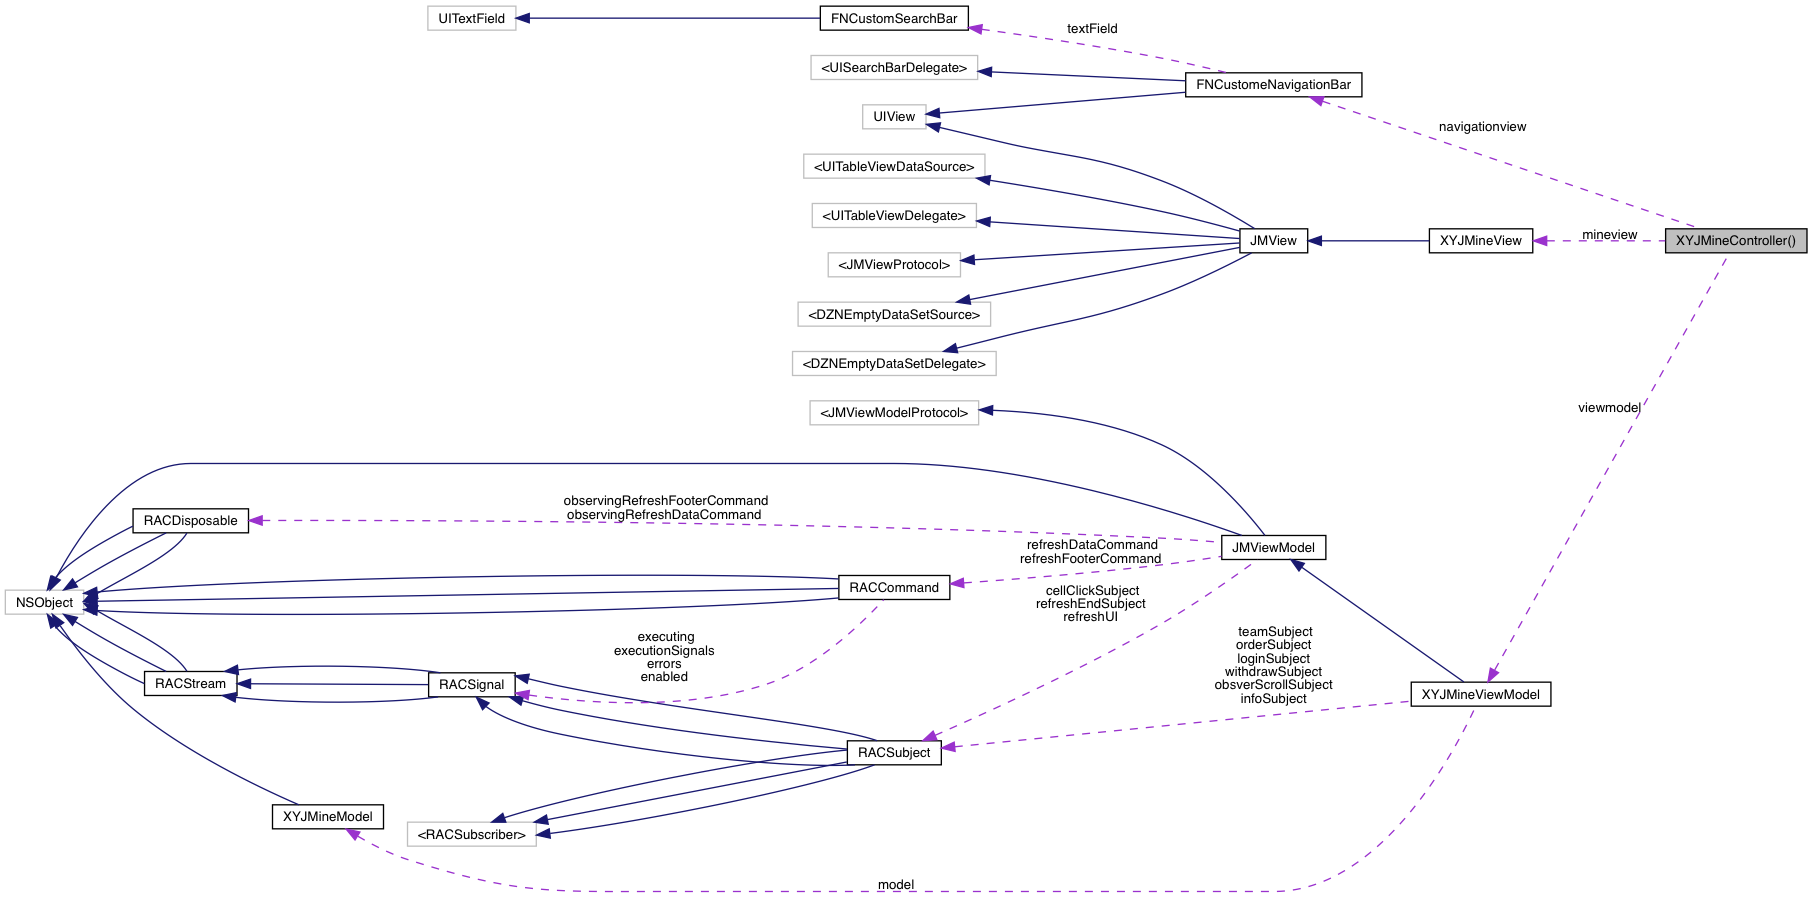 UITextField
FNCustomSearchBar
textField
<UISearchBarDelegate>
FNCustomeNavigationBar
UIView
navigationview
<UITableViewDataSource>
<UITableViewDelegate>
JMView
XYJMineView
mineview
XYJMineController()
<JMViewProtocol>
<DZNEmptyDataSetSource>
<DZNEmptyDataSetDelegate>
<JMViewModelProtocol>
viewmodel
observingRefreshFooterCommand
observingRefreshDataCommand
RACDisposable
refreshDataCommand
refreshFooterCommand
JMViewModel
NSObject
RACCommand
cellClickSubject
refreshEndSubject
refreshUI
executing
executionSignals
errors
enabled
teamSubject
orderSubject
loginSubject
withdrawSubject
obsverScrollSubject
infoSubject
RACStream
RACSignal
XYJMineViewModel
RACSubject
XYJMineModel
<RACSubscriber>
model